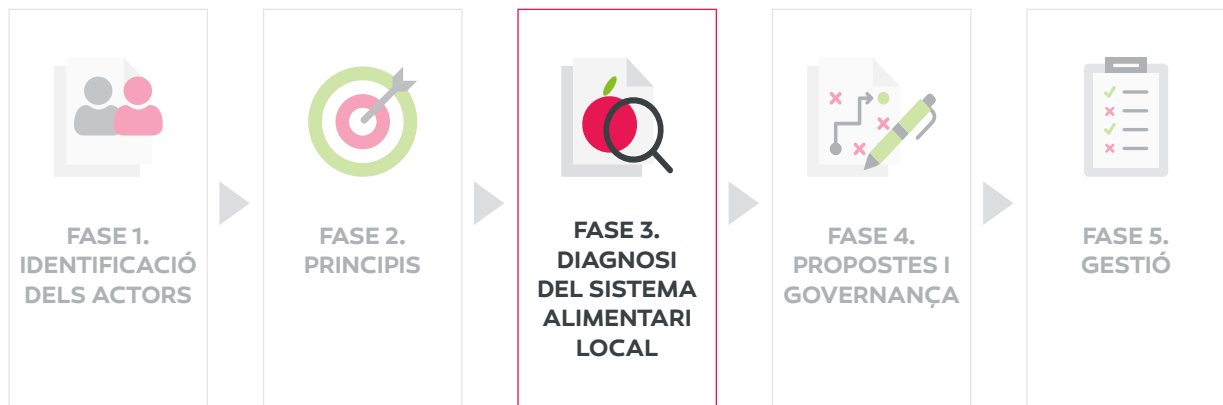 FASE 1.
IDENTIFICACIÓ
DELS ACTORS
FASE 2.
PRINCIPIS
FASE 3.
DIAGNOSI
DEL SISTEMA
ALIMENTARI
LOCAL
FASE 4.
PROPOSTES I
GOVERNANÇA
FASE 5.
GESTIÓ